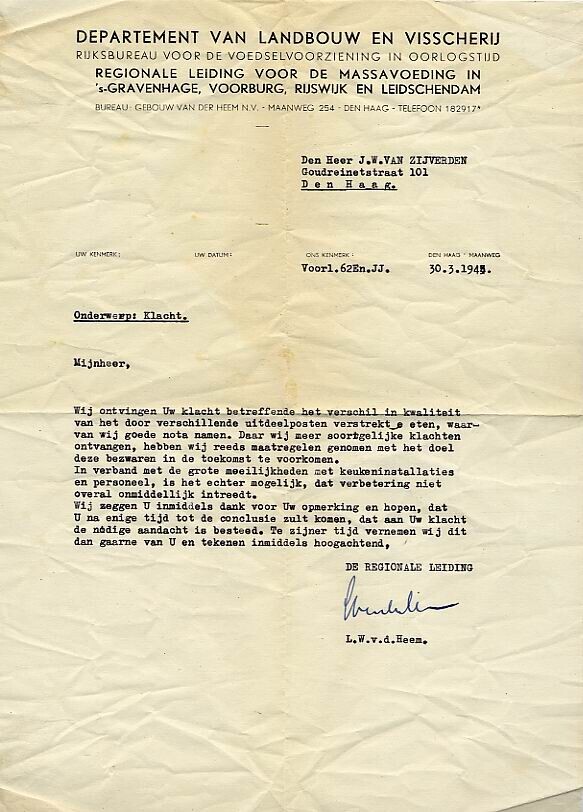 DEPARTEMENT VAN LANDBOUW EN VISSCHERIJ
RIJKSBUREAU VOOR DE VOEDSELVOORZIENING IN OORLOGSTIJD
REGIONALE LEIDING VOOR DE MASSAVOEDING IN
's-GRAVENHAGE, VOORBURG, RIJSWIJK EN LEIDSCHENDAM
BUREAU: GEBOUW VAN DER HEEM N.V. - MAANWEG 254 - DEN HAAG - TELEFOON 182917*
Den Heer J.W.VAN ZIJVERDEN
Goudreinetstraat 101
Den Haag.
UW KENMERK: UW DATUM: ONS KENMERK: DEN HAAG - MAANWEG
Voorl.62En.JJ. 30.3.1945.
Onderwerp: Klacht.
Mijnheer,
Wij ontvingen Uw klacht betreffende het verschil in kwaliteit
van het door verschillende uitdeelposten verstrekt e eten, waar-
van wij goede nota namen. Daar wij meer soortgelijke klachten
ontvangen, hebben wij reeds maatregelen genomen met het doel
deze bezwaren in de toekomst te voorkomen.
In verband met de grote moeilijkheden met keukeninstallaties
en personeel, is het echter mogelijk, dat verbetering niet
overal onmiddellijk intreedt.
Wij zeggen U inmiddels dank voor Uw opmerking en hopen, dat
U na enige tijd tot de conclusie zult komen, dat aan Uw klacht
de nodige aandacht is besteed. Te zijner tijd vernemen wij dit
dan gaarne van U en tekenen inmiddels hoogachtend,
DE REGIONALE LEIDING
L.W.v.d.Heem.